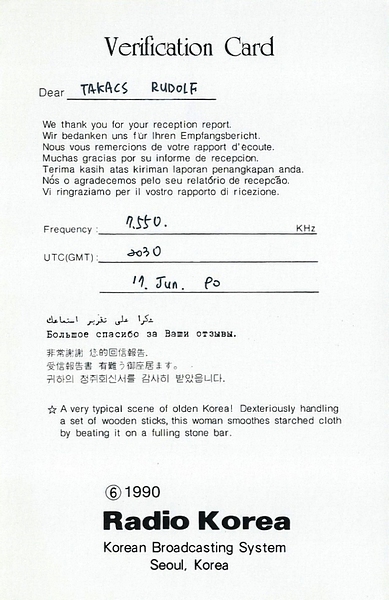 Verification Card
Dear TAKACS RUDOLF
We thank you for your reception report.
Wir bedanken uns für Ihren Empfangsbericht.
Nous vous remercions de votre rapport d'ècoute.
Muchas gracias por su informe de recepcion.
Terima kasih atas kiriman laporan penangkapan anda.
Nós o agradecemos pelo seu relatório de recepcão.
Vi ringraziamo per il vostro rapporto di ricezione.
Frequency : 7,550. KHz
UTC(GMT) : 2030
17. Jun. 90
شكرا على تقرير استماعك
Большое спасибо за Ваши отзывы.
非常謝謝 您的回信報告.
受信報告書 有難う御座居ます。
귀하의 청취회신서를 감사히 받았읍니다.
☆ A very typical scene of olden Korea! Dexteriously handling
a set of wooden sticks, this woman smoothes starched cloth
by beating it on a fulling stone bar.
⑥ 1990
Radio Korea
Korean Broadcasting System
Seoul, Korea